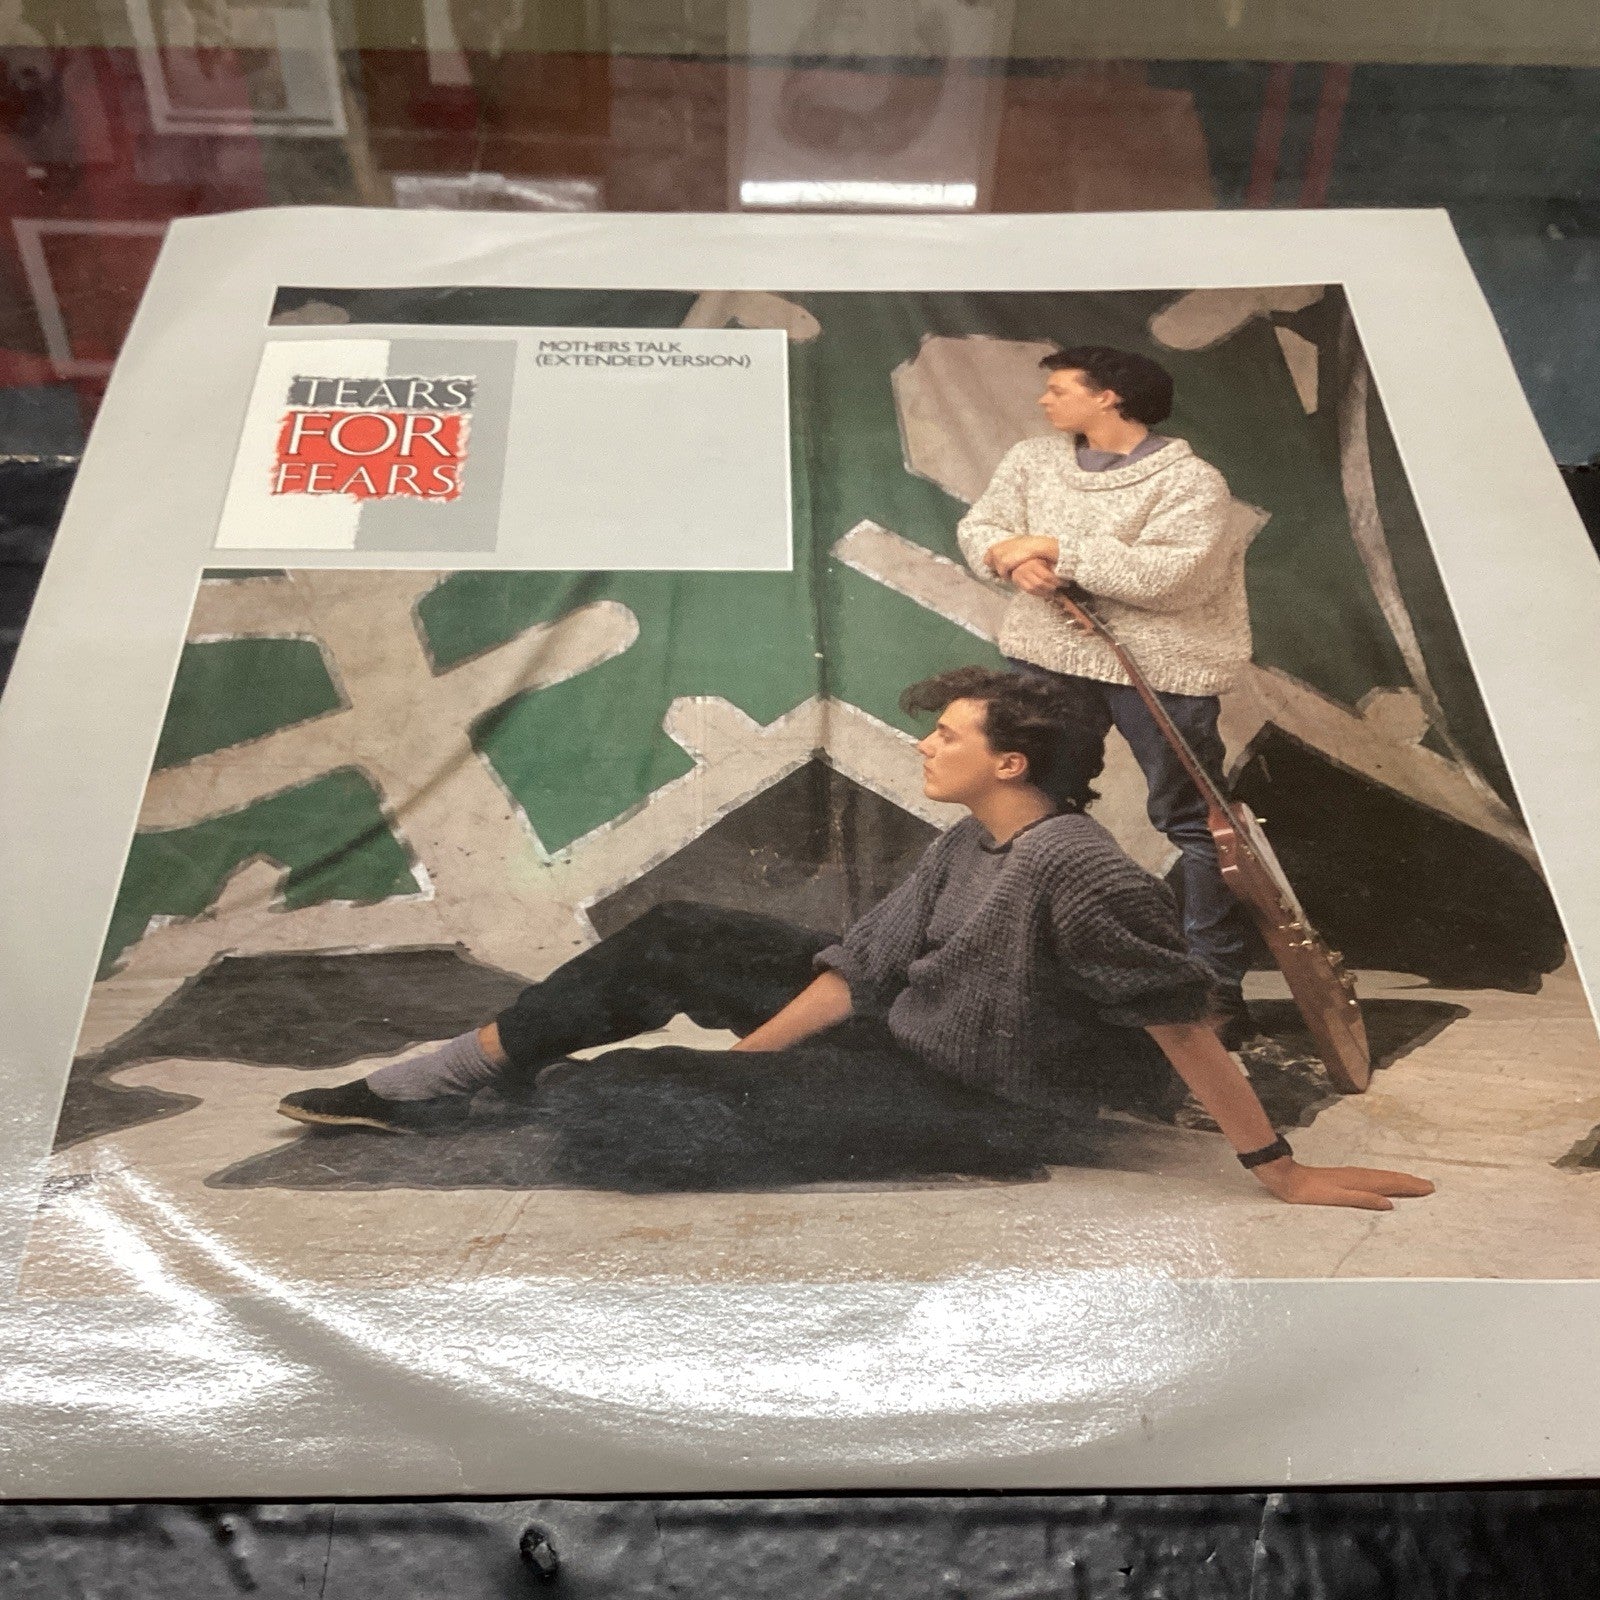 TEARS
FOR
FEARS
MOTHERS TALK
(EXTENDED VERSION)